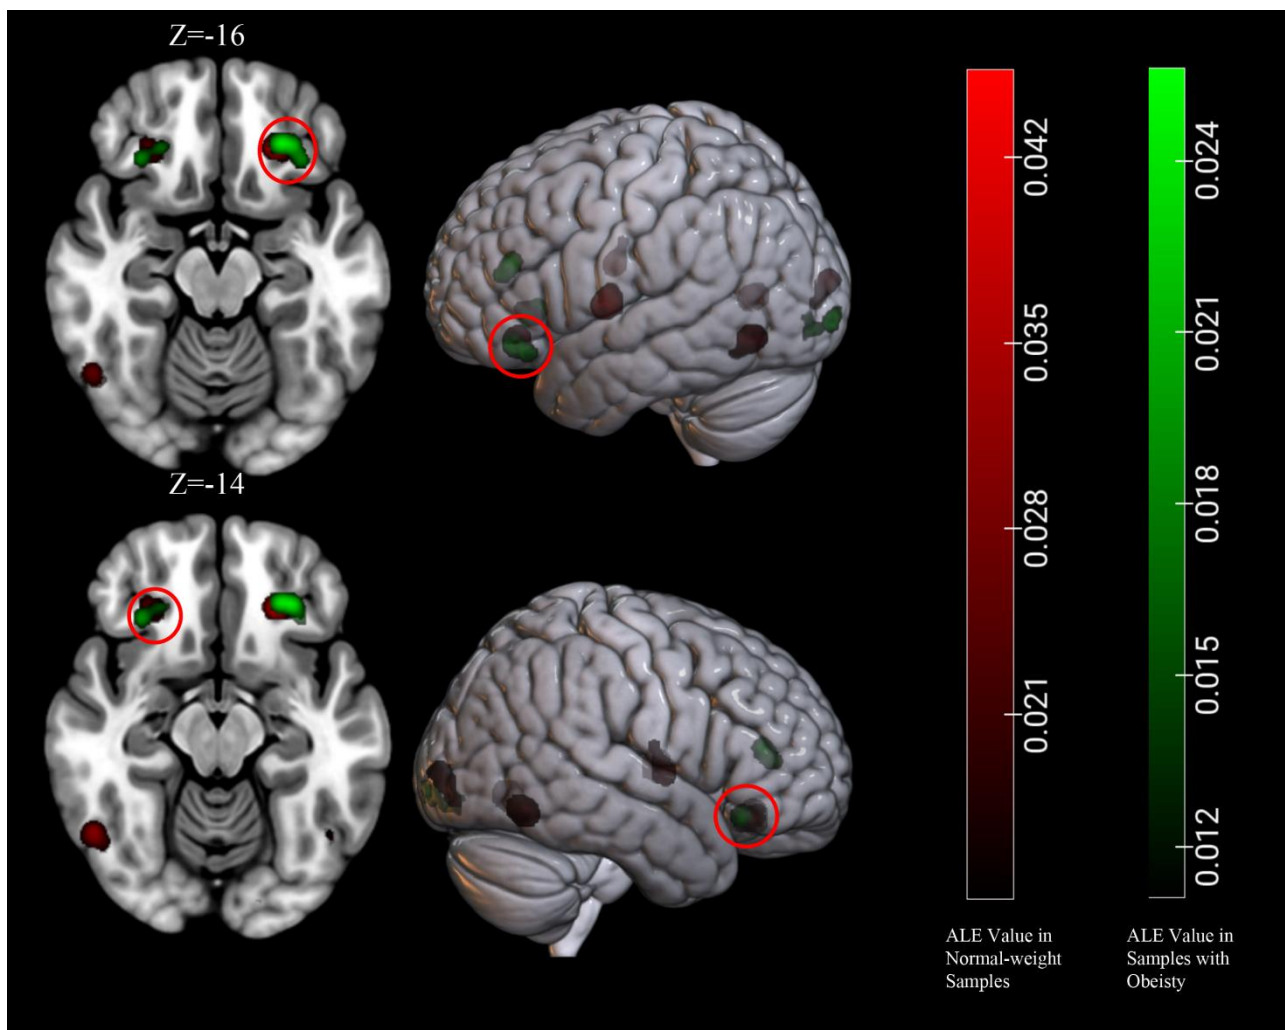 Z=-16
Z=-14
0.042
0.035
0.028
0.021
0.024
0.021
0.018
0.015
0.012
ALE Value in
Normal-weight
Samples
ALE Value in
Samples with
Obeisty